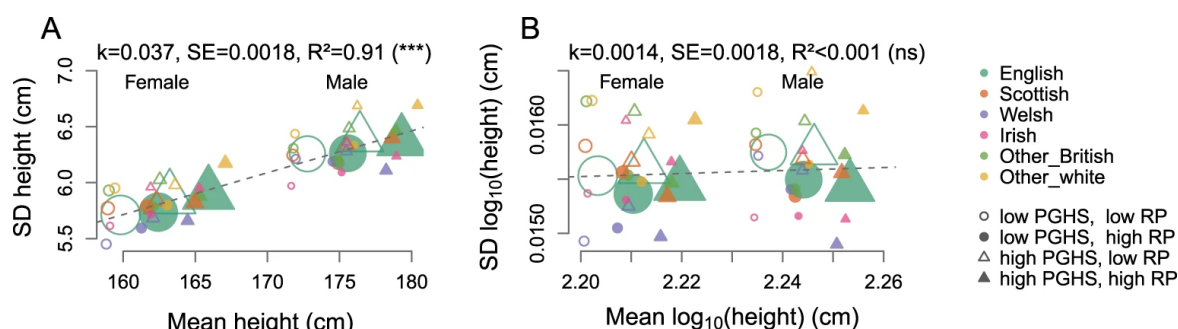 A
k=0.037, SE=0.0018, R²=0.91 (***)
Female
Male
SD height (cm)
7.0
6.5
6.0
5.5
160
165
170
175
180
Mean height (cm)
B
k=0.0014, SE=0.0018, R²<0.001 (ns)
Female
Male
SD log₁₀(height) (cm)
0.0160
0.0150
2.20
2.22
2.24
2.26
Mean log₁₀(height) (cm)
English
Scottish
Welsh
Irish
Other_British
Other_white
low PGHS, low RP
low PGHS, high RP
high PGHS, low RP
high PGHS, high RP